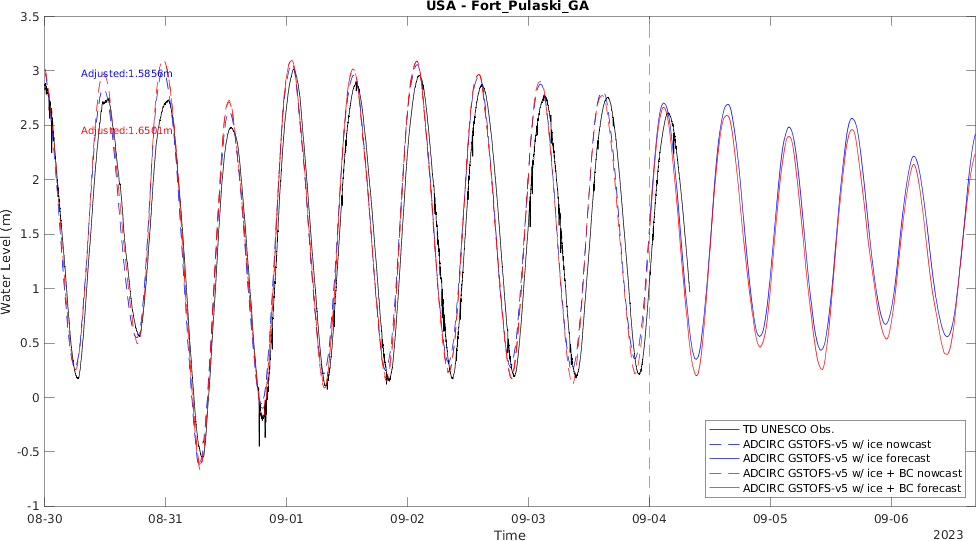 USA - Fort_Pulaski_GA
3.5
3
2.5
2
1.5
1
0.5
0
-0.5
-1
Water Level (m)
Adjusted:1.5856m
Adjusted:1.6501m
TD UNESCO Obs.
ADCIRC GSTOFS-v5 w/ ice nowcast
ADCIRC GSTOFS-v5 w/ ice forecast
ADCIRC GSTOFS-v5 w/ ice + BC nowcast
ADCIRC GSTOFS-v5 w/ ice + BC forecast
08-30 08-31 09-01 09-02 09-03 09-04 09-05 09-06
Time
2023